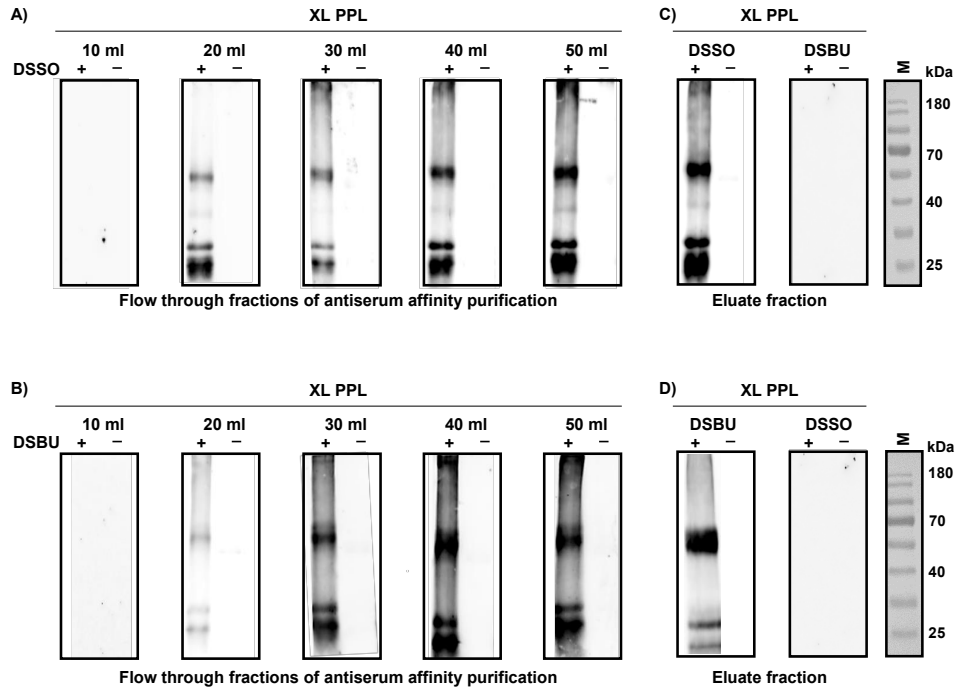 A)
XL PPL
10 ml 20 ml 30 ml 40 ml 50 ml
DSSO + – + – + – + – + –
Flow through fractions of antiserum affinity purification
C)
XL PPL
DSSO DSBU
+ – + – M kDa
180
70
40
25
Eluate fraction
B)
XL PPL
10 ml 20 ml 30 ml 40 ml 50 ml
DSBU + – + – + – + – + –
Flow through fractions of antiserum affinity purification
D)
XL PPL
DSBU DSSO
+ – + – M kDa
180
70
40
25
Eluate fraction